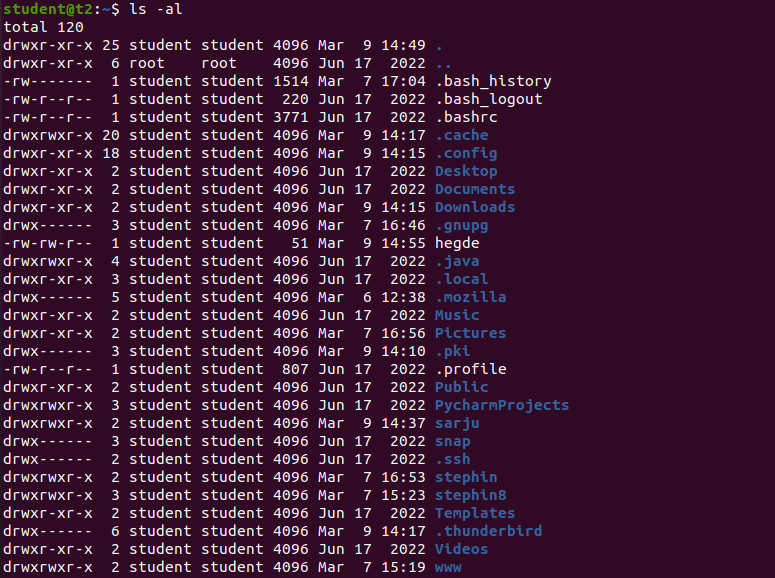 student@t2:~$ ls -al
total 120
drwxr-xr-x 25 student student 4096 Mar  9 14:49 .
drwxr-xr-x  6 root    root    4096 Jun 17  2022 ..
-rw-------  1 student student 1514 Mar  7 17:04 .bash_history
-rw-r--r--  1 student student  220 Jun 17  2022 .bash_logout
-rw-r--r--  1 student student 3771 Jun 17  2022 .bashrc
drwxrwxr-x 20 student student 4096 Mar  9 14:17 .cache
drwxr-xr-x 18 student student 4096 Mar  9 14:15 .config
drwxr-xr-x  2 student student 4096 Jun 17  2022 Desktop
drwxr-xr-x  2 student student 4096 Jun 17  2022 Documents
drwxr-xr-x  2 student student 4096 Mar  9 14:15 Downloads
drwx------  3 student student 4096 Mar  7 16:46 .gnupg
-rw-rw-r--  1 student student   51 Mar  9 14:55 hegde
drwxrwxr-x  4 student student 4096 Jun 17  2022 .java
drwxr-xr-x  3 student student 4096 Jun 17  2022 .local
drwx------  5 student student 4096 Mar  6 12:38 .mozilla
drwxr-xr-x  2 student student 4096 Jun 17  2022 Music
drwxr-xr-x  2 student student 4096 Mar  7 16:56 Pictures
drwx------  3 student student 4096 Mar  9 14:10 .pki
-rw-r--r--  1 student student  807 Jun 17  2022 .profile
drwxr-xr-x  2 student student 4096 Jun 17  2022 Public
drwxrwxr-x  3 student student 4096 Jun 17  2022 PycharmProjects
drwxrwxr-x  2 student student 4096 Mar  9 14:37 sarju
drwx------  3 student student 4096 Jun 17  2022 snap
drwx------  2 student student 4096 Jun 17  2022 .ssh
drwxrwxr-x  2 student student 4096 Mar  7 16:53 stephin
drwxrwxr-x  3 student student 4096 Mar  7 15:23 stephin8
drwxr-xr-x  2 student student 4096 Jun 17  2022 Templates
drwx------  6 student student 4096 Mar  9 14:17 .thunderbird
drwxr-xr-x  2 student student 4096 Jun 17  2022 Videos
drwxrwxr-x  2 student student 4096 Mar  7 15:19 www